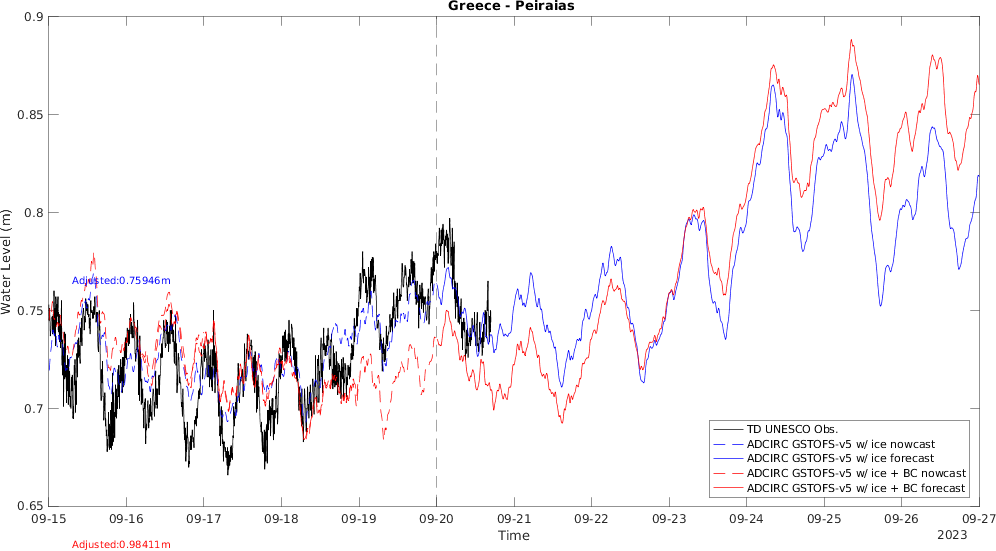 Greece - Peiraias
0.9
0.85
0.8
0.75
0.7
0.65
Water Level (m)
Adjusted:0.75946m
TD UNESCO Obs.
ADCIRC GSTOFS-v5 w/ ice nowcast
ADCIRC GSTOFS-v5 w/ ice forecast
ADCIRC GSTOFS-v5 w/ ice + BC nowcast
ADCIRC GSTOFS-v5 w/ ice + BC forecast
09-15 09-16 09-17 09-18 09-19 09-20 09-21 09-22 09-23 09-24 09-25 09-26 09-27
Time
2023
Adjusted:0.98411m